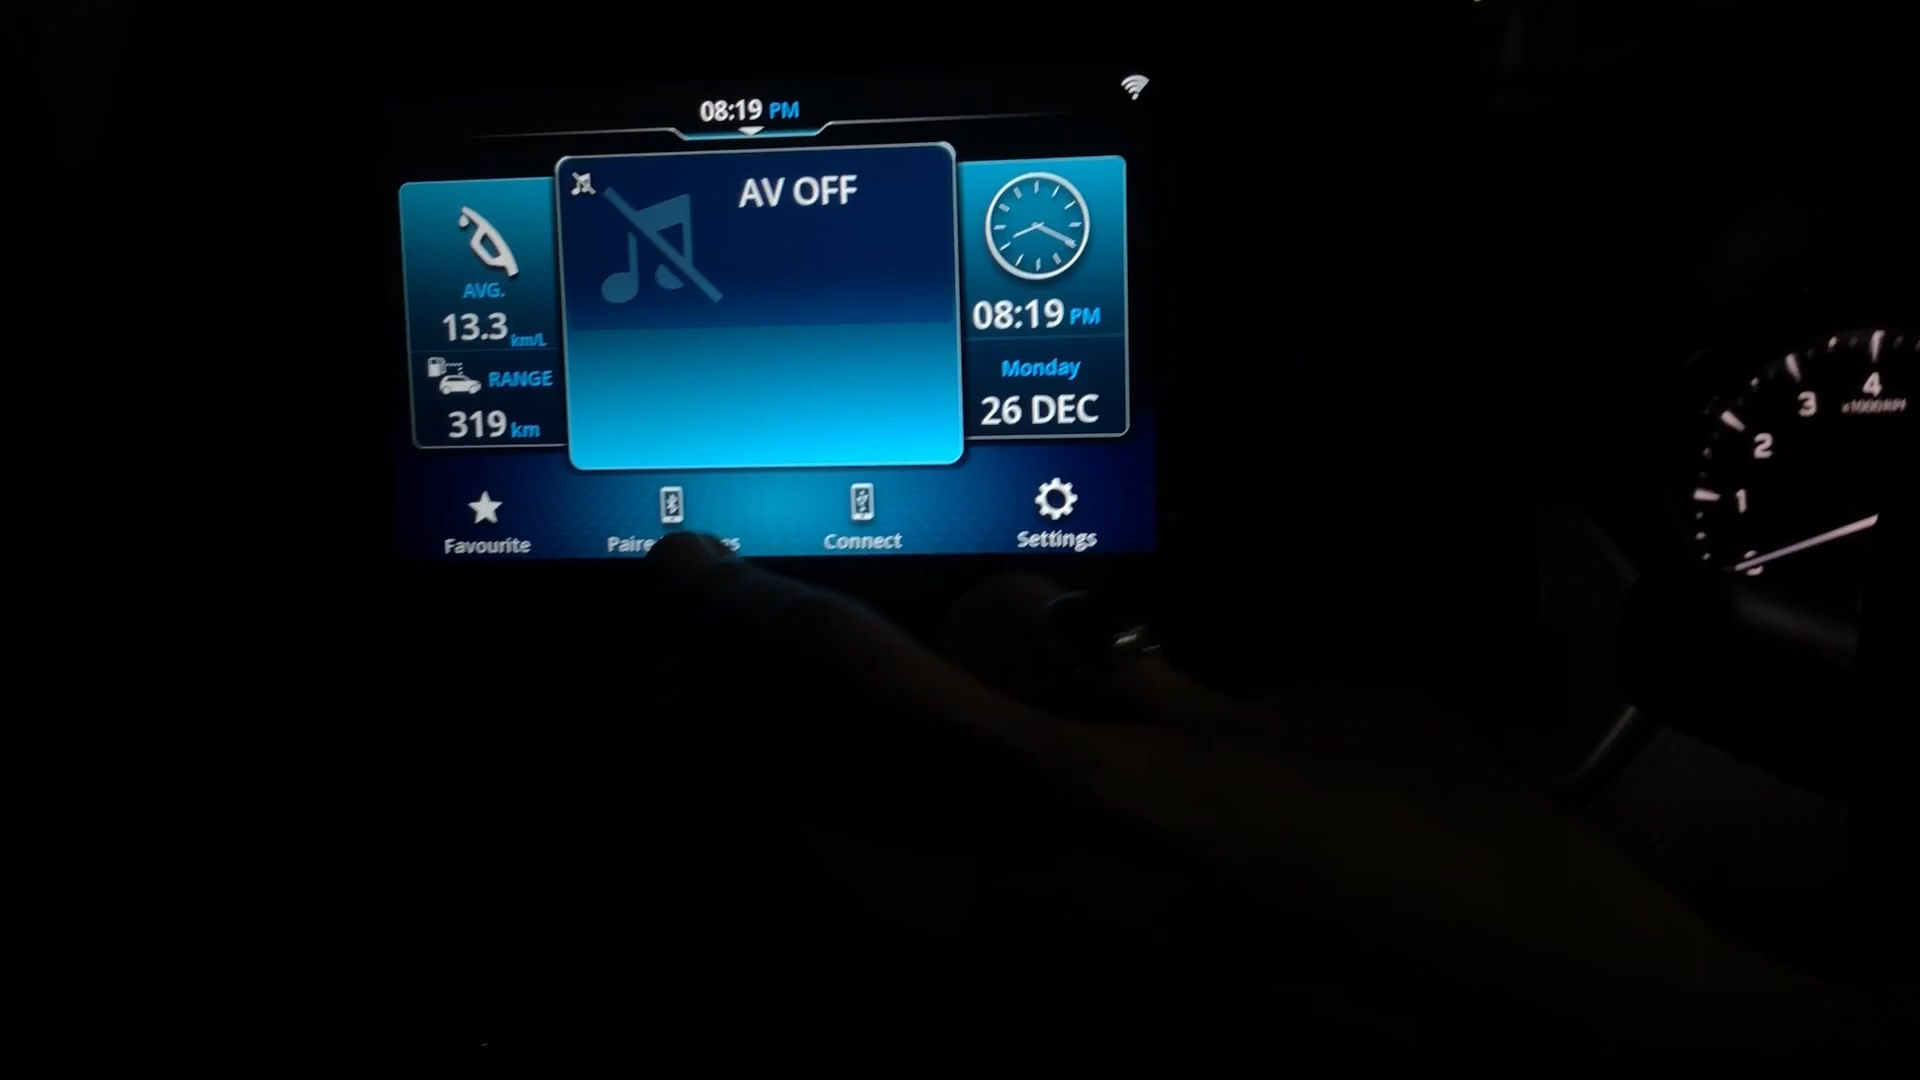 08:19 PM
AV OFF
AVG.
13.3 km/L
RANGE
319 km
08:19 PM
Monday
26 DEC
Favourite
Connect
Settings
1
2
3
4